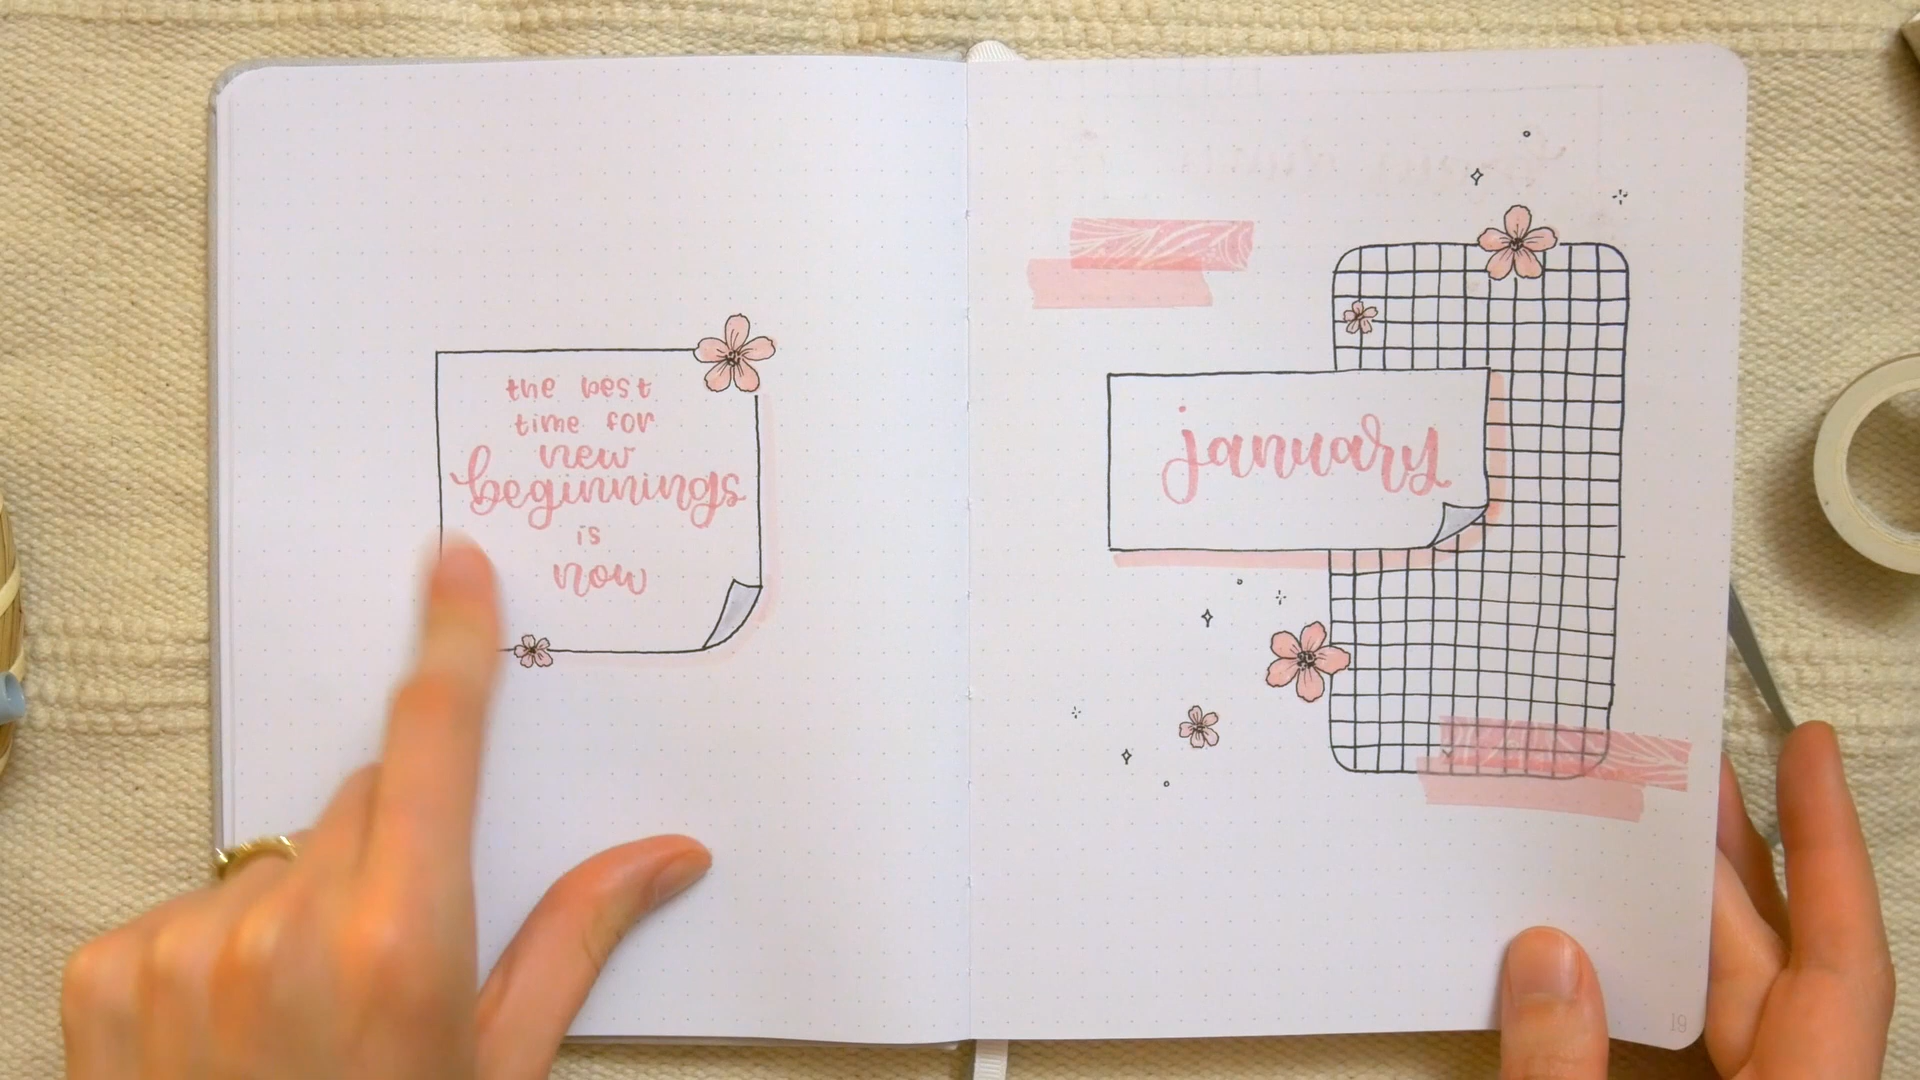 the best
time for
new
beginnings
is
now
january
19